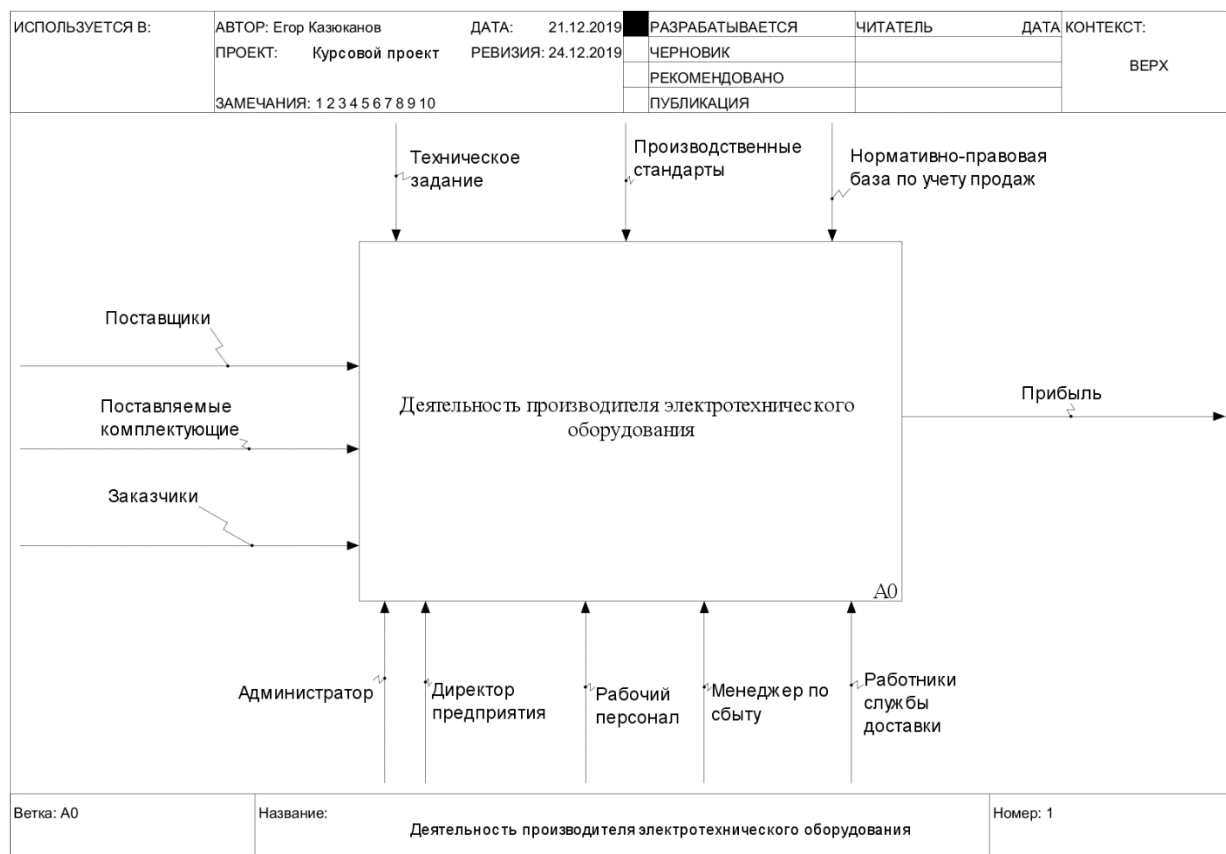 ИСПОЛЬЗУЕТСЯ В:
АВТОР: Егор Казюканов
ДАТА: 21.12.2019
РАЗРАБАТЫВАЕТСЯ
ЧИТАТЕЛЬ
ДАТА
КОНТЕКСТ:
ПРОЕКТ: Курсовой проект
РЕВИЗИЯ: 24.12.2019
ЧЕРНОВИК
ВЕРХ
РЕКОМЕНДОВАНО
ЗАМЕЧАНИЯ: 1 2 3 4 5 6 7 8 9 10
ПУБЛИКАЦИЯ
Техническое
задание
Производственные
стандарты
Нормативно-правовая
база по учету продаж
Поставщики
Поставляемые
комплектующие
Заказчики
Деятельность производителя электротехнического
оборудования
A0
Прибыль
Администратор
Директор
предприятия
Рабочий
персонал
Менеджер по
сбыту
Работники
службы
доставки
Ветка: A0
Название:
Деятельность производителя электротехнического оборудования
Номер: 1